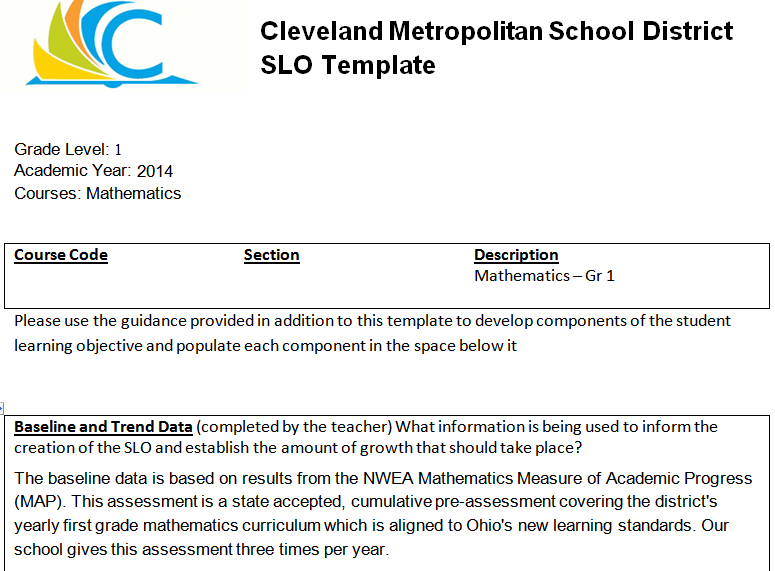 Cleveland Metropolitan School District
SLO Template
Grade Level: 1
Academic Year: 2014
Courses: Mathematics
Course Code Section Description
Mathematics – Gr 1
Please use the guidance provided in addition to this template to develop components of the student
learning objective and populate each component in the space below it
Baseline and Trend Data (completed by the teacher) What information is being used to inform the
creation of the SLO and establish the amount of growth that should take place?
The baseline data is based on results from the NWEA Mathematics Measure of Academic Progress
(MAP). This assessment is a state accepted, cumulative pre-assessment covering the district's
yearly first grade mathematics curriculum which is aligned to Ohio's new learning standards. Our
school gives this assessment three times per year.